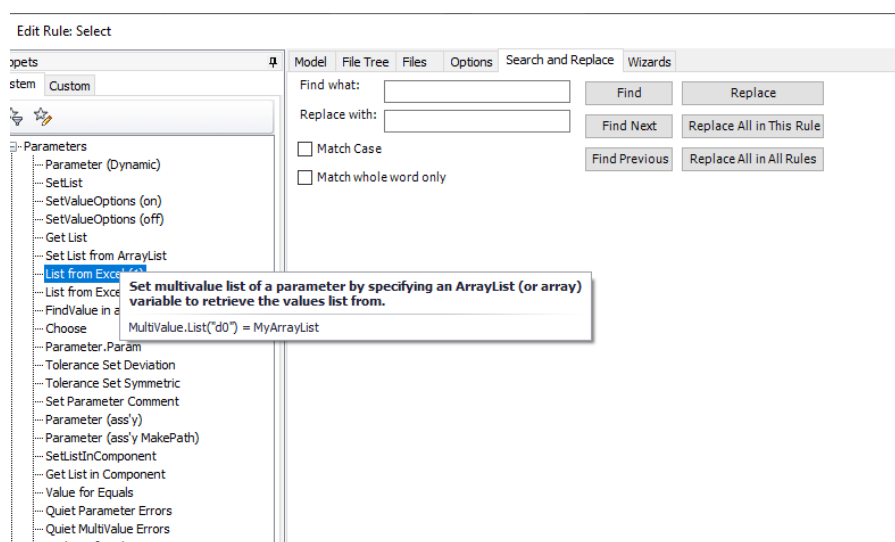 Edit Rule: Select
ppets
stem Custom
Parameters
Parameter (Dynamic)
SetList
SetValueOptions (on)
SetValueOptions (off)
Get List
Set List from ArrayList
List from Excel
List from Exce
FindValue in a
Choose
Parameter.Param
Tolerance Set Deviation
Tolerance Set Symmetric
Set Parameter Comment
Parameter (ass'y)
Parameter (ass'y MakePath)
SetListInComponent
Get List in Component
Value for Equals
Quiet Parameter Errors
Quiet MultiValue Errors
Set multivalue list of a parameter by specifying an ArrayList (or array)
variable to retrieve the values list from.
MultiValue.List("d0") = MyArrayList
Model File Tree Files Options Search and Replace Wizards
Find what:
Replace with:
Match Case
Match whole word only
Find Replace
Find Next Replace All in This Rule
Find Previous Replace All in All Rules